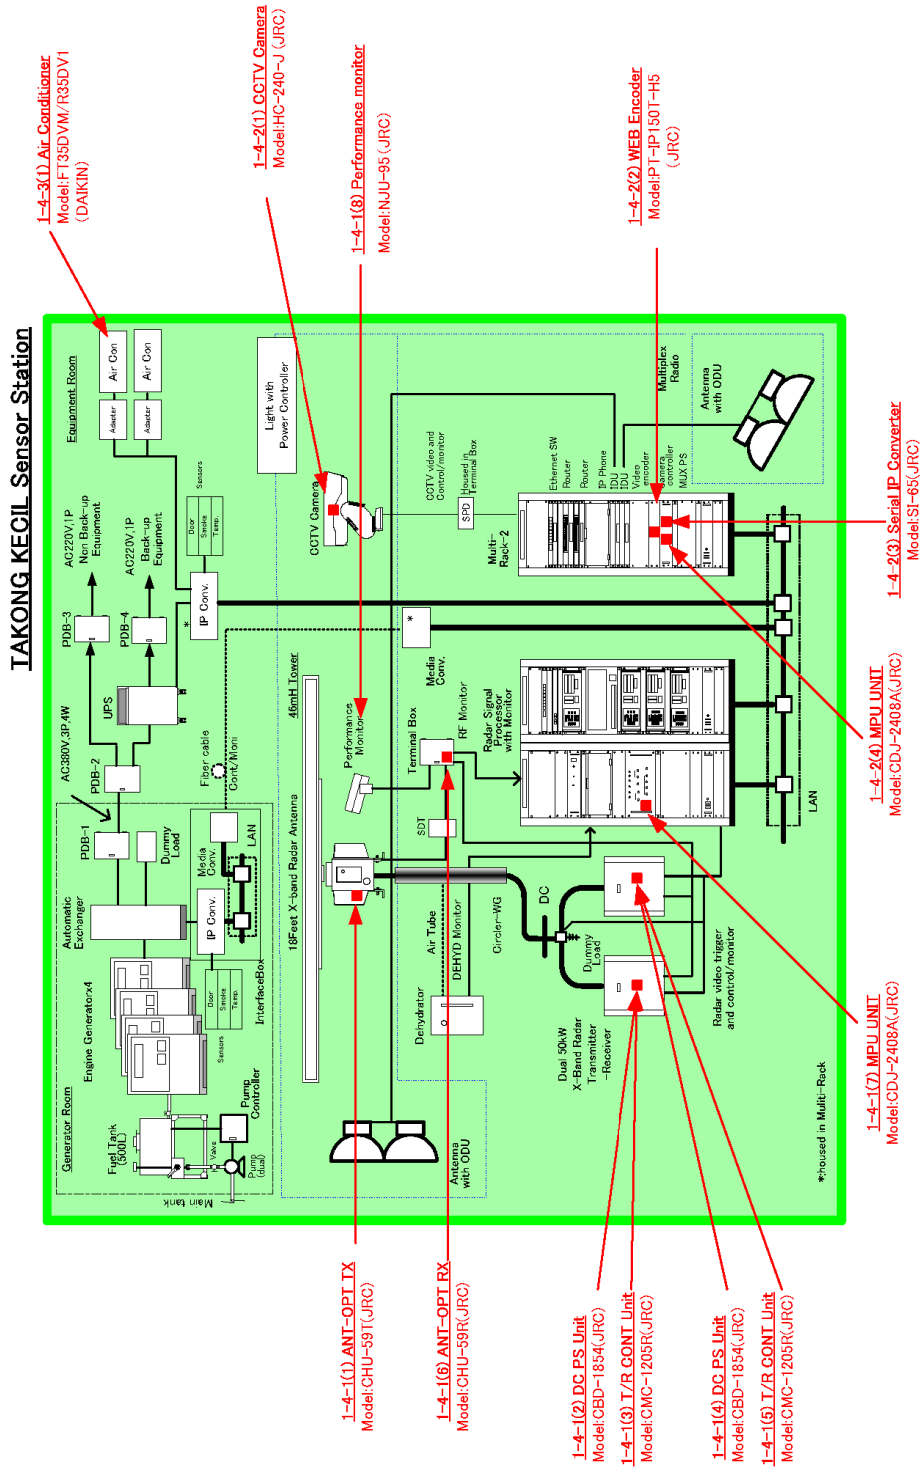 TAKONG KECIL Sensor Station
1-4-3(1) Air Conditioner
Model:FT35DVM/R35DV1
(DAIKIN)
1-4-2(1) CCTV Camera
Model:HC-240-J (JRC)
1-4-1(8) Performance monitor
Model:NJU-95(JRC)
1-4-2(2) WEB Encoder
Model:PT-IP150T-H5
(JRC)
1-4-2(3) Serial IP Converter
Model:SI-65(JRC)
1-4-2(4) MPU UNIT
Model:CDJ-2408A(JRC)
1-4-1(7) MPU UNIT
Model:CDJ-2408A(JRC)
1-4-1(1) ANT-OPT TX
Model:CHU-59T(JRC)
1-4-1(6) ANT-OPT RX
Model:CHU-59R(JRC)
1-4-1(2) DC PS Unit
Model:CBD-1854(JRC)
1-4-1(3) T/R CONT Unit
Model:CMC-1205R(JRC)
1-4-1(4) DC PS Unit
Model:CBD-1854(JRC)
1-4-1(5) T/R CONT Unit
Model:CMC-1205R(JRC)
Generator Room
Engine Generatorx4
Automatic
Exchanger
PDB-1
Dummy
Load
AC380V,3P,4W
PDB-2
UPS
PDB-3
PDB-4
AC220V,1P
Non Back-up
Equipment
AC220V,1P
Back-up
Equipment
Equipment Room
Adaster
Air Con
Adaster
Air Con
Sensors
Door
Smoke
Temp.
*
IP Conv.
Fuel Tank
(500L)
Valve
Pump
(dual)
Pump
Controller
Main tank
Sensors
Door
Smoke
Temp.
IP Conv.
InterfaceBox
Media
Conv.
LAN
Fiber cable
Cont/Moni
18Feet X-band Radar Antenna
46mH Tower
Light with
Power Controller
CCTV Camera
Performance
Monitor
Antenna
with ODU
Dehydrator
Air Tube
DEHYD Monitor
SDT
Terminal Box
RF Monitor
*
Media
Conv.
SPD
Housed in
Terminal Box
CCTV video and
Control/monitor
Circler-WG
DC
Dummy
Load
Dual 50kW
X-Band Radar
Transmitter
-Receiver
Radar video trigger
and control/monitor
Radar Signal
Processor
with Monitor
Multi-
Rack-2
Ethernet SW
Router
Router
IP Phone
IDU
IDU
Video
encoder
Camera
controller
MUX PS
Multiplex
Radio
Antenna
with ODU
LAN
*:housed in Muliti-Rack